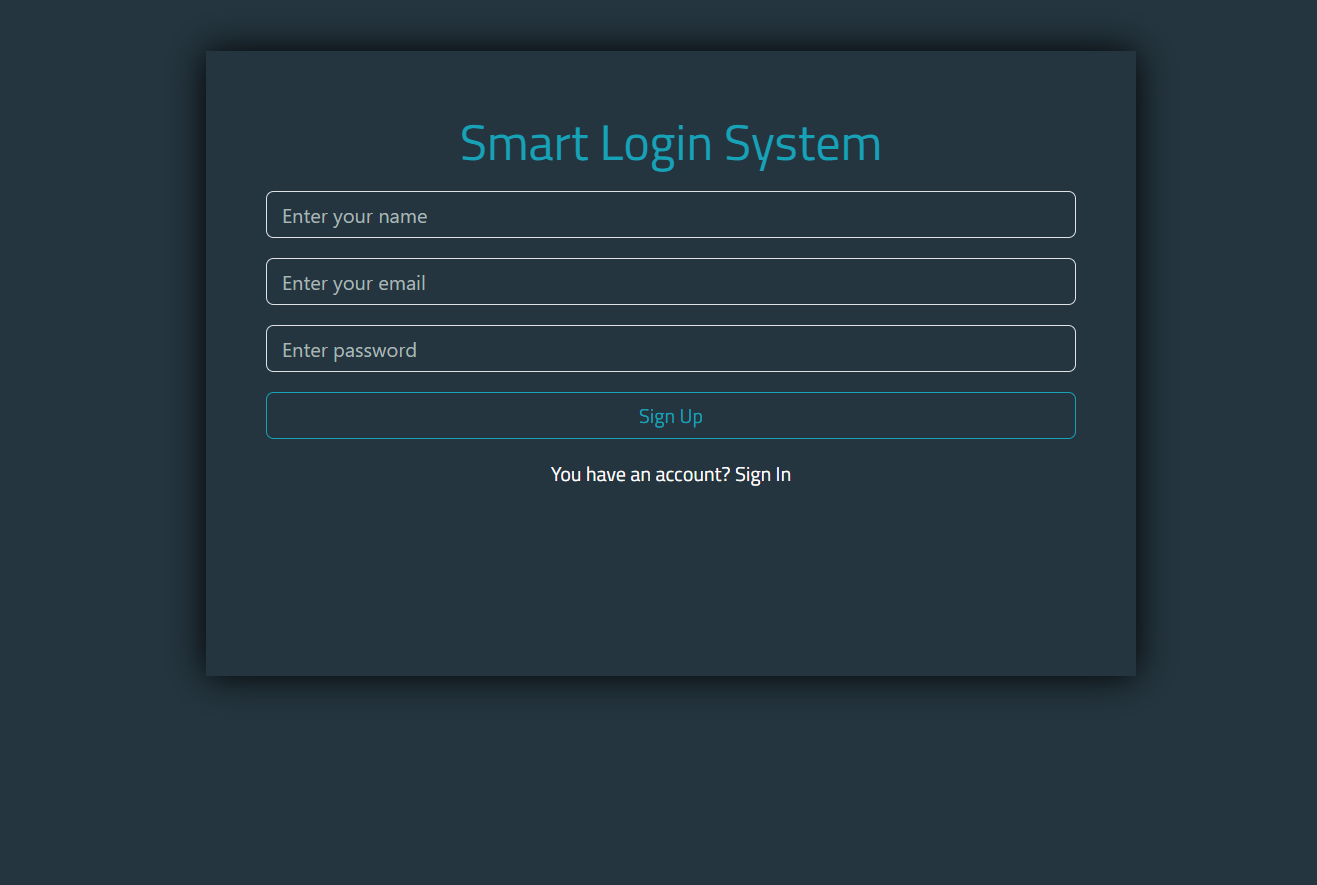 Smart Login System
Enter your name
Enter your email
Enter password
Sign Up
You have an account? Sign In